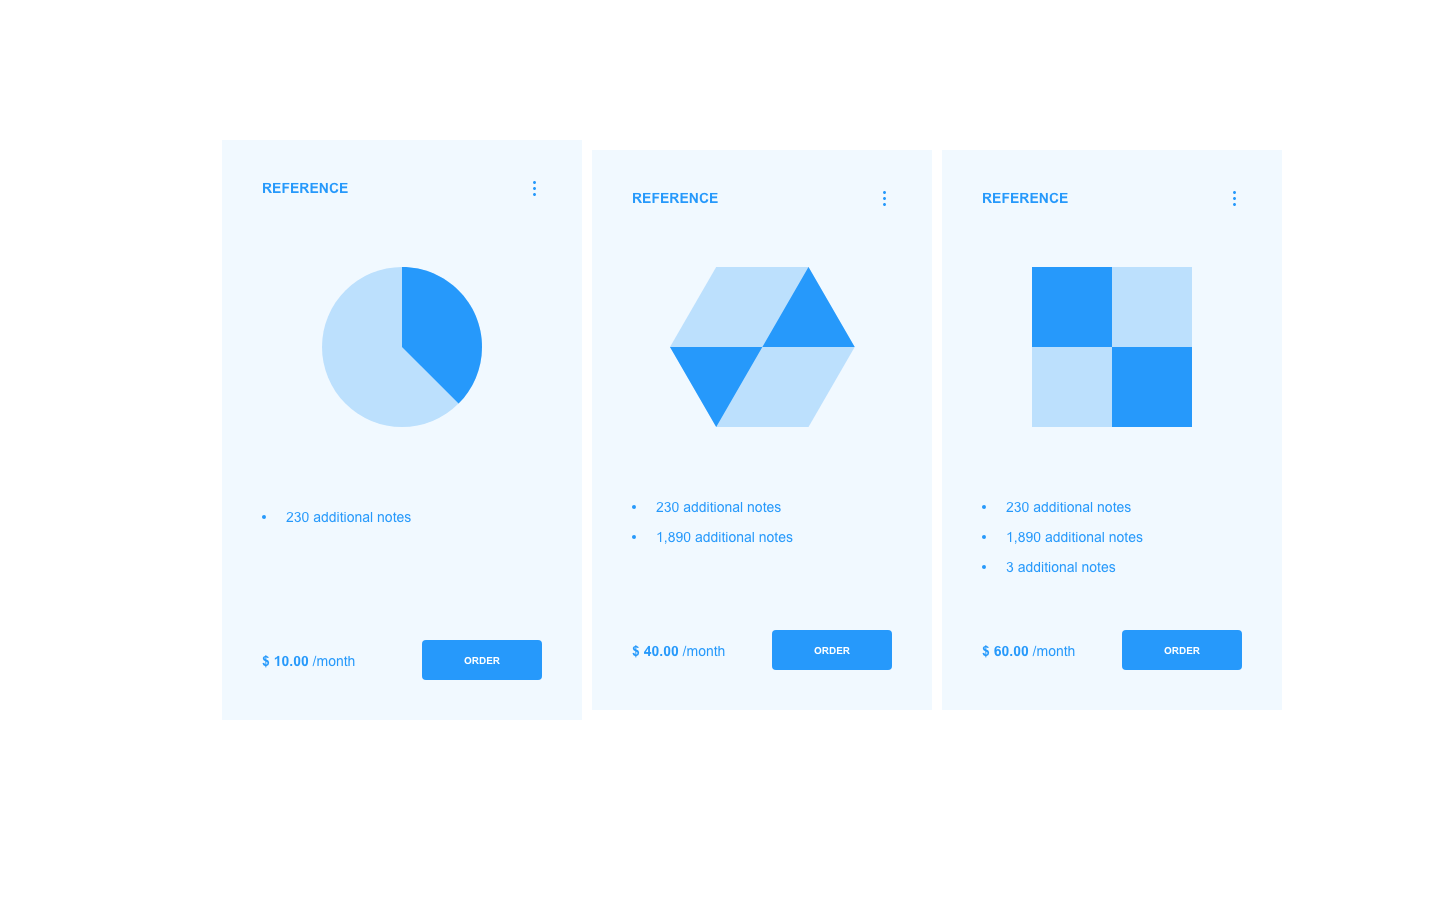 REFERENCE
• 230 additional notes
$ 10.00 /month
ORDER
REFERENCE
• 230 additional notes
• 1,890 additional notes
$ 40.00 /month
ORDER
REFERENCE
• 230 additional notes
• 1,890 additional notes
• 3 additional notes
$ 60.00 /month
ORDER